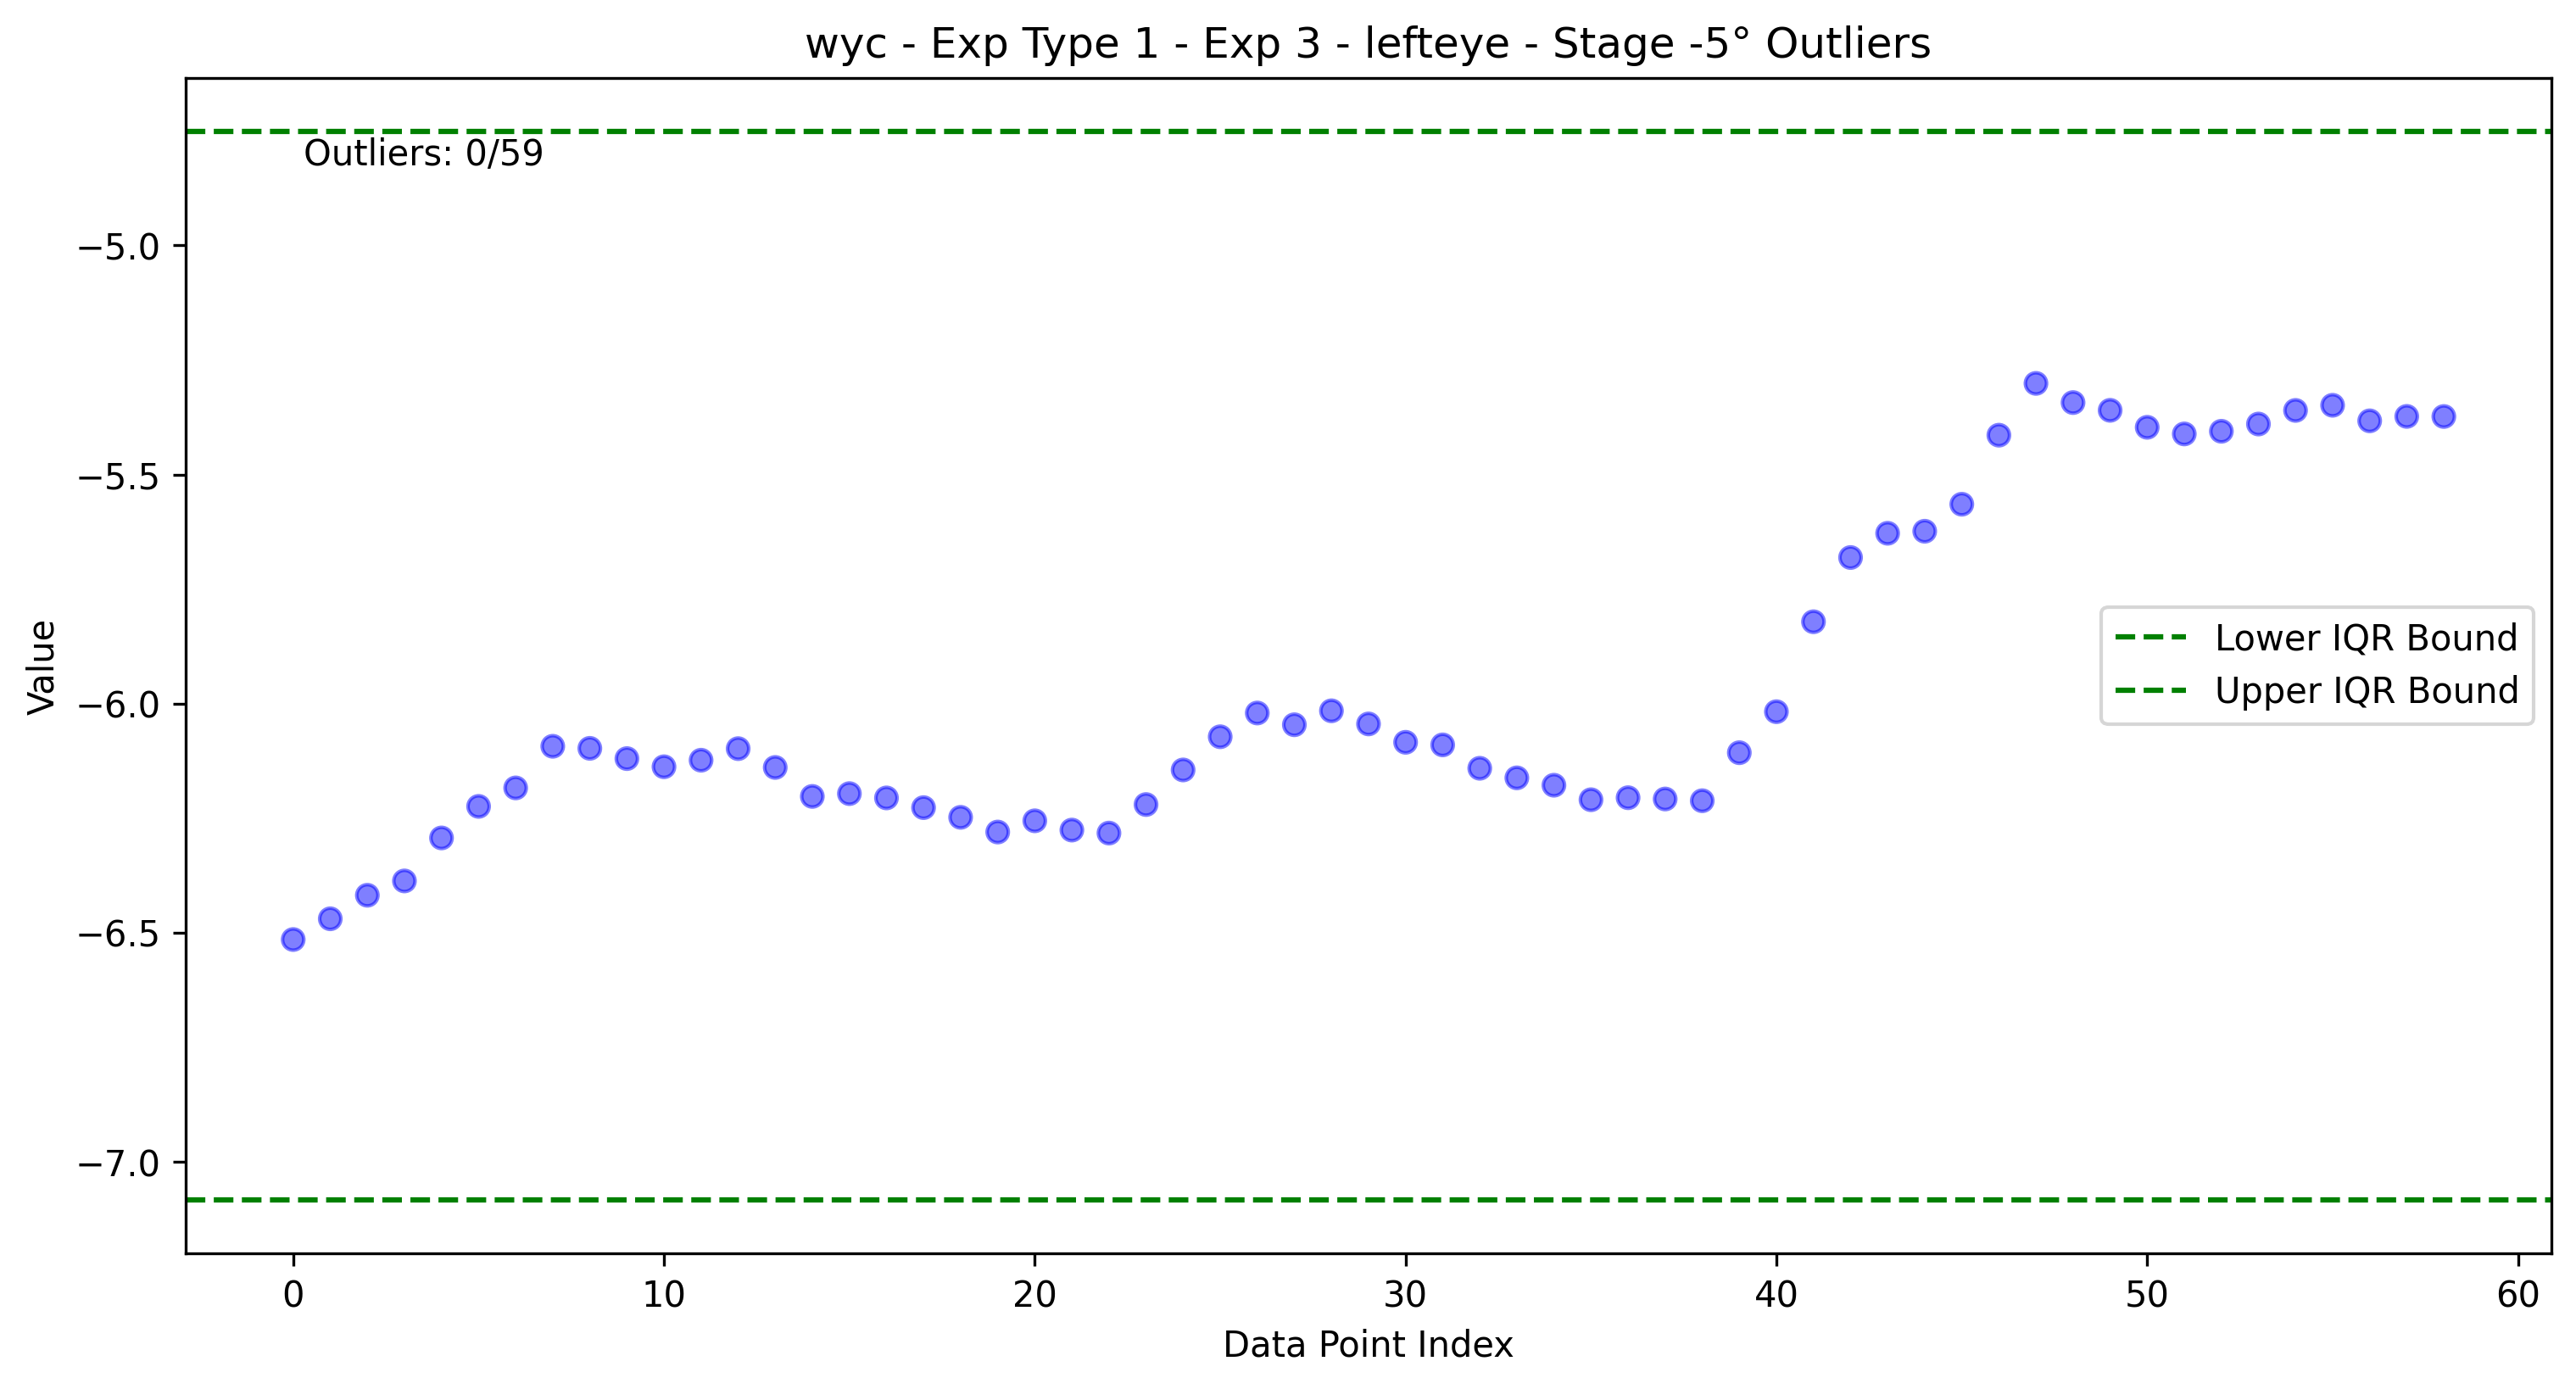 wyc - Exp Type 1 - Exp 3 - lefteye - Stage -5° Outliers
Outliers: 0/59
−5.0
−5.5
−6.0
−6.5
−7.0
Value
Lower IQR Bound
Upper IQR Bound
0 10 20 30 40 50 60
Data Point Index